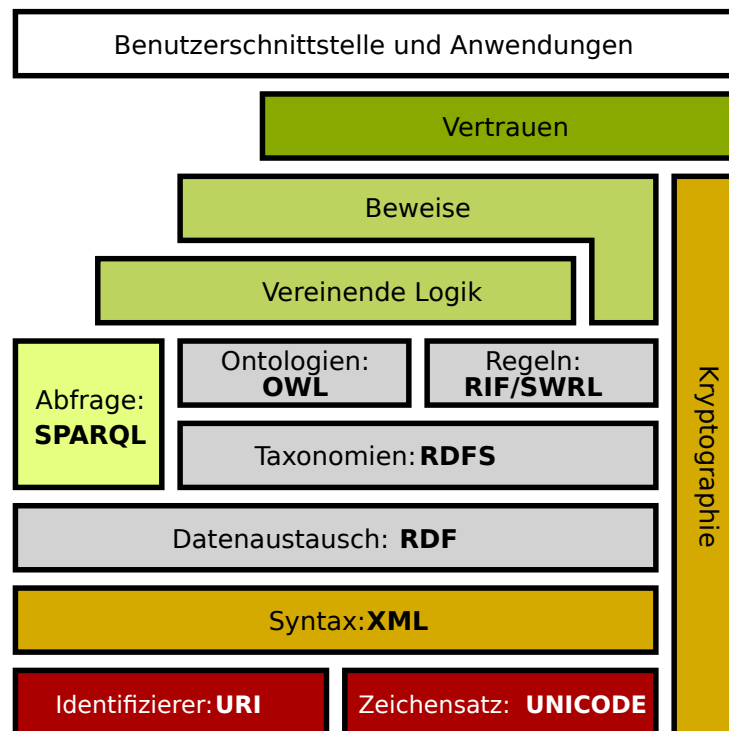 Benutzerschnittstelle und Anwendungen
Vertrauen
Beweise
Vereinende Logik
Abfrage:
SPARQL
Ontologien:
OWL
Regeln:
RIF/SWRL
Taxonomien: RDFS
Datenaustausch: RDF
Syntax: XML
Identifizierer: URI
Zeichensatz: UNICODE
Kryptographie